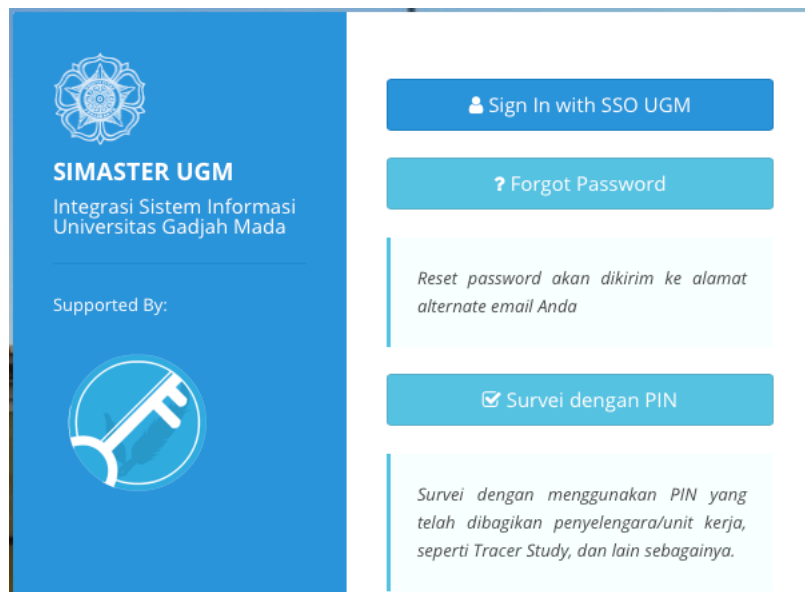 SIMASTER UGM
Integrasi Sistem Informasi
Universitas Gadjah Mada
Supported By:
Sign In with SSO UGM
? Forgot Password
Reset password akan dikirim ke alamat
alternate email Anda
Survei dengan PIN
Survei dengan menggunakan PIN yang
telah dibagikan penyelengara/unit kerja,
seperti Tracer Study, dan lain sebagainya.